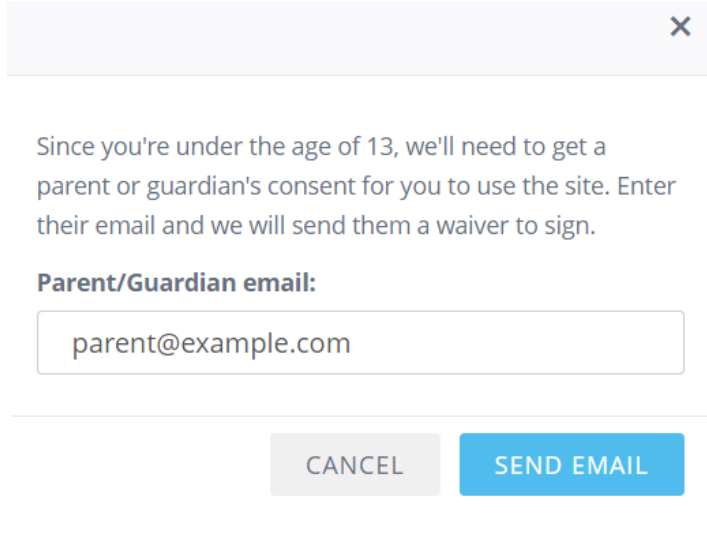 Since you're under the age of 13, we'll need to get a
parent or guardian's consent for you to use the site. Enter
their email and we will send them a waiver to sign.
Parent/Guardian email:
parent@example.com
CANCEL SEND EMAIL